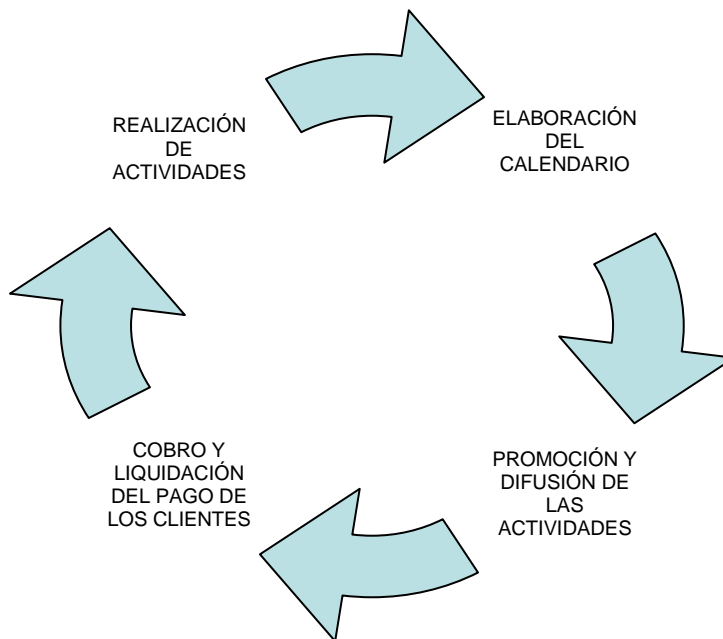 REALIZACIÓN
DE
ACTIVIDADES
ELABORACIÓN
DEL
CALENDARIO
PROMOCIÓN Y
DIFUSIÓN DE
LAS
ACTIVIDADES
COBRO Y
LIQUIDACIÓN
DEL PAGO DE
LOS CLIENTES